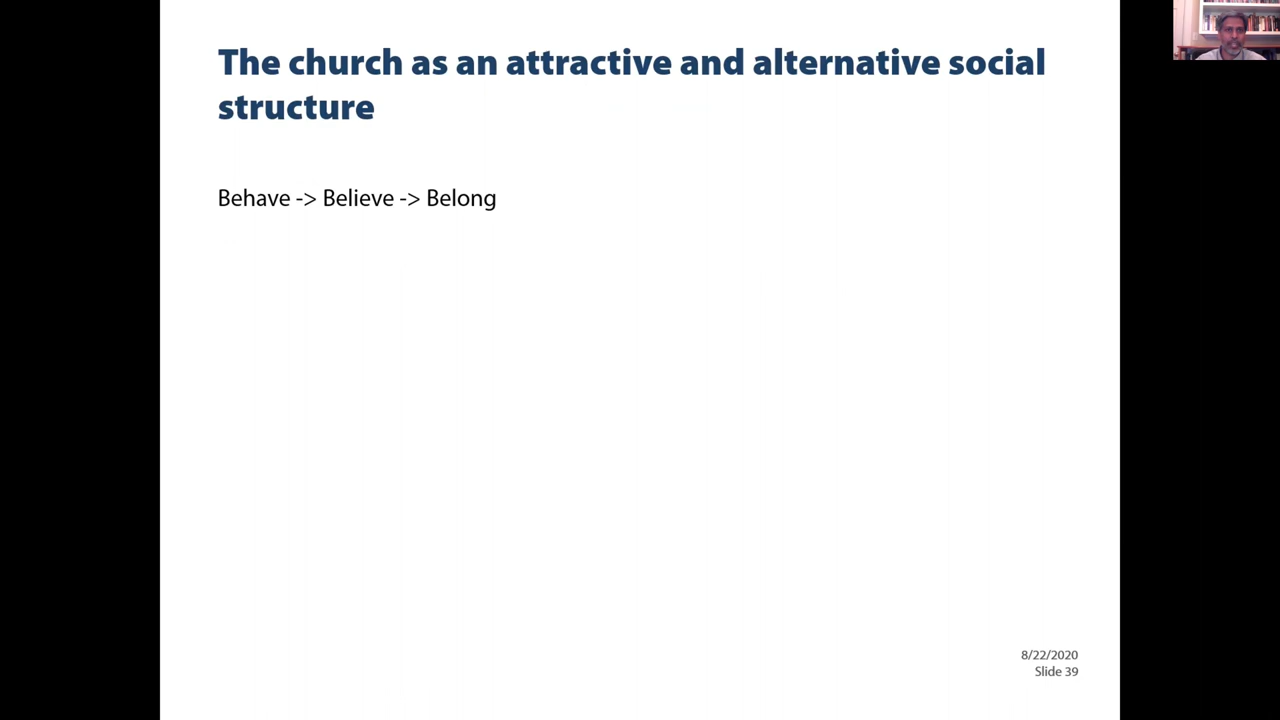 The church as an attractive and alternative social
structure
Behave -> Believe -> Belong
8/22/2020
Slide 39